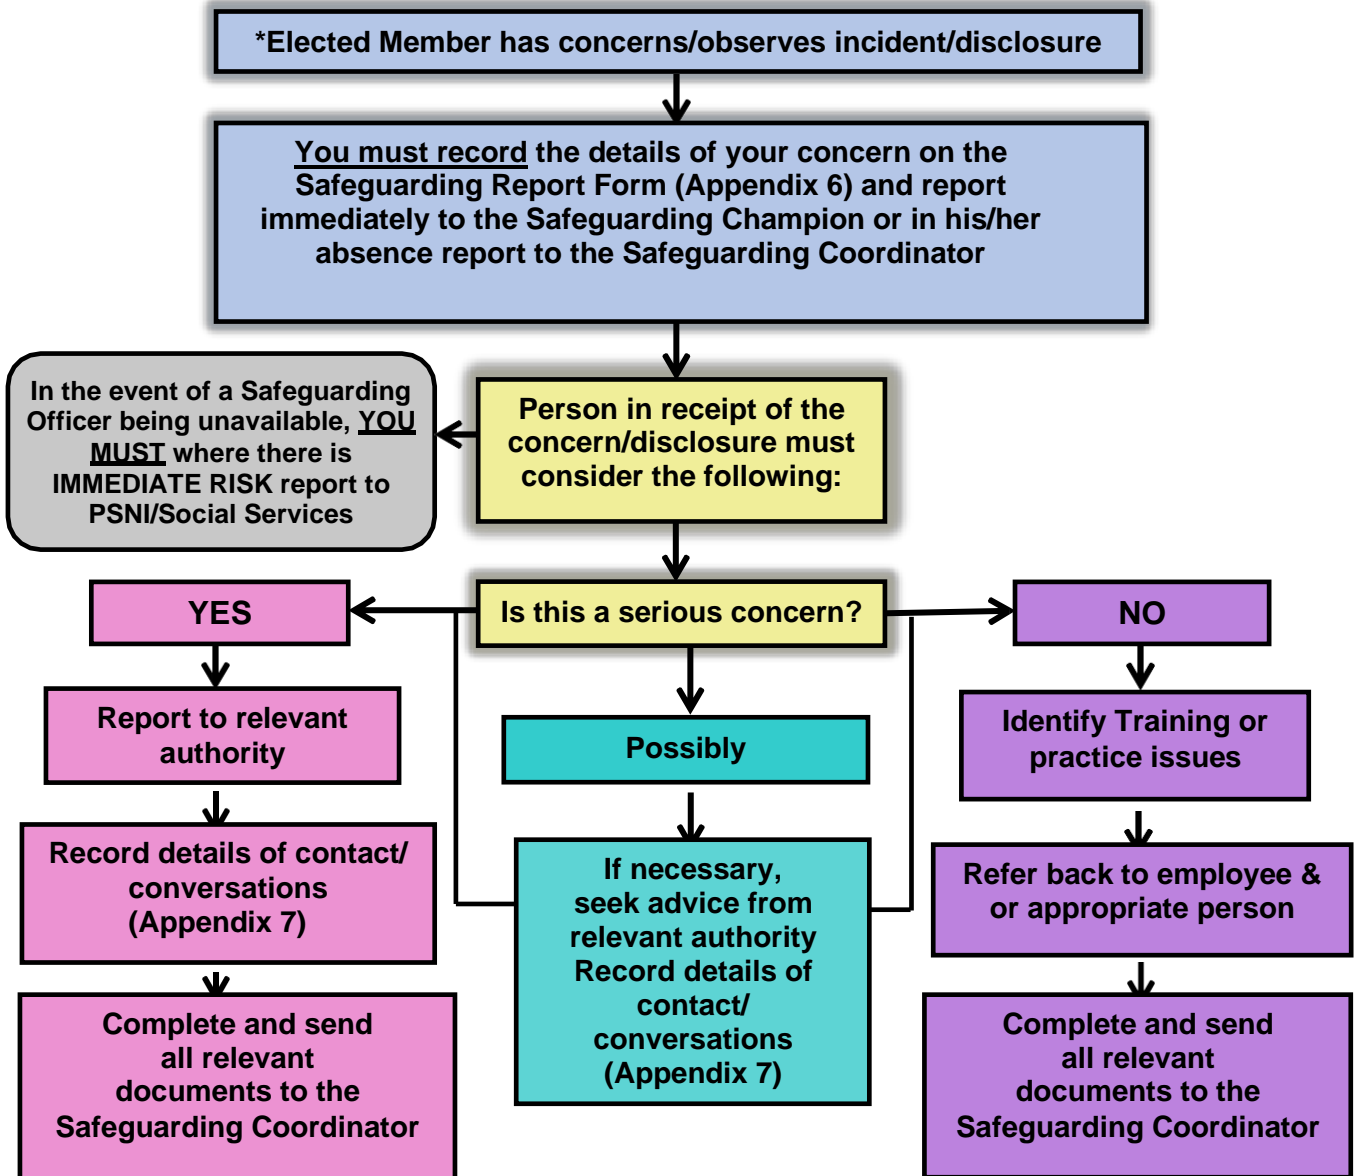 *Elected Member has concerns/observes incident/disclosure
You must record the details of your concern on the
Safeguarding Report Form (Appendix 6) and report
immediately to the Safeguarding Champion or in his/her
absence report to the Safeguarding Coordinator
In the event of a Safeguarding
Officer being unavailable, YOU
MUST where there is
IMMEDIATE RISK report to
PSNI/Social Services
Person in receipt of the
concern/disclosure must
consider the following:
Is this a serious concern?
YES
Report to relevant
authority
Record details of contact/
conversations
(Appendix 7)
Complete and send
all relevant
documents to the
Safeguarding Coordinator
Possibly
If necessary,
seek advice from
relevant authority
Record details of
contact/
conversations
(Appendix 7)
NO
Identify Training or
practice issues
Refer back to employee &
or appropriate person
Complete and send
all relevant
documents to the
Safeguarding Coordinator